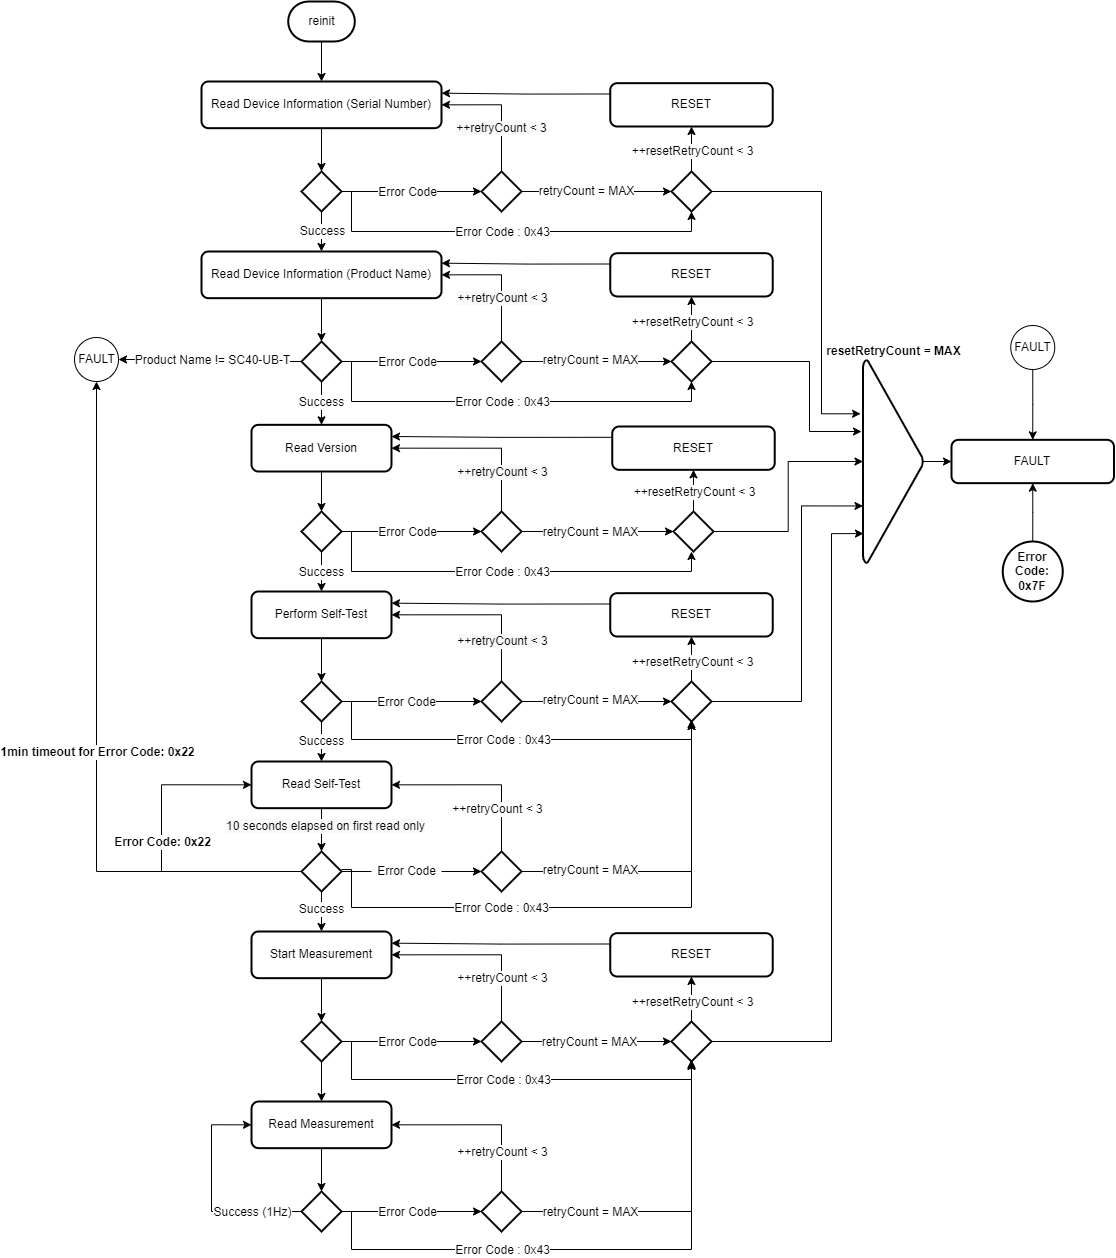 reinit
Read Device Information (Serial Number)
RESET
++retryCount < 3
++resetRetryCount < 3
Error Code
retryCount = MAX
Success
Error Code : 0x43
Read Device Information (Product Name)
RESET
++retryCount < 3
++resetRetryCount < 3
FAULT
Product Name != SC40-UB-T
Error Code
retryCount = MAX
resetRetryCount = MAX
FAULT
Success
Error Code : 0x43
Read Version
RESET
FAULT
++retryCount < 3
++resetRetryCount < 3
Error Code
retryCount = MAX
Success
Error Code : 0x43
Error
Code:
0x7F
Perform Self-Test
RESET
++retryCount < 3
++resetRetryCount < 3
Error Code
retryCount = MAX
Success
Error Code : 0x43
1min timeout for Error Code: 0x22
Read Self-Test
++retryCount < 3
10 seconds elapsed on first read only
Error Code: 0x22
Error Code
retryCount = MAX
Success
Error Code : 0x43
Start Measurement
RESET
++retryCount < 3
++resetRetryCount < 3
Error Code
retryCount = MAX
Error Code : 0x43
Read Measurement
++retryCount < 3
Success (1Hz)
Error Code
retryCount = MAX
Error Code : 0x43